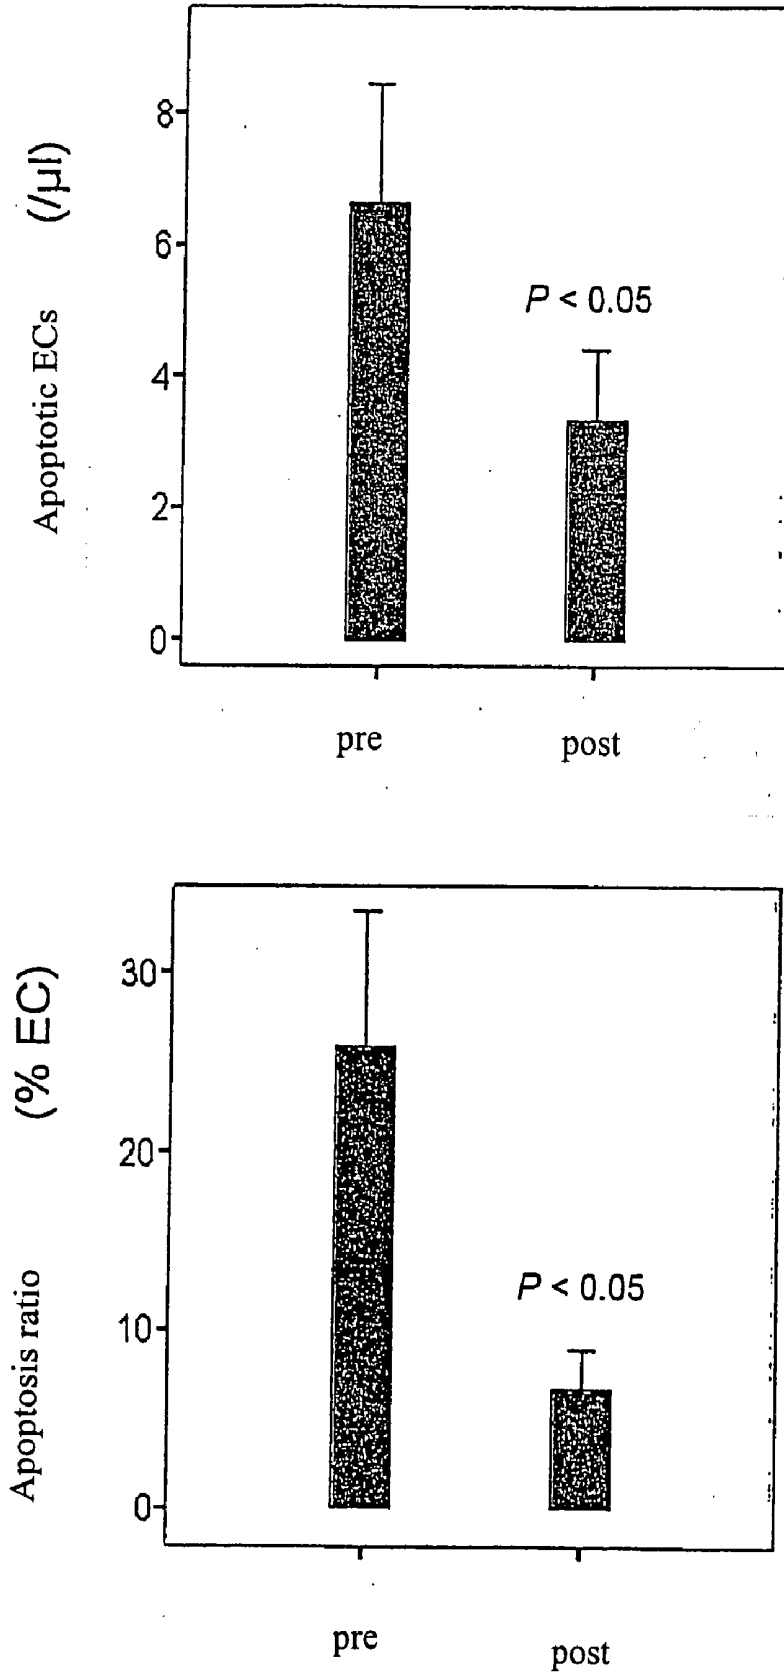 Apoptotic ECs (/µl)
8
6
4
2
0
P < 0.05
pre post
Apoptosis ratio (% EC)
30
20
10
0
P < 0.05
pre post